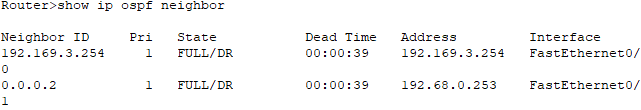 Router>show ip ospf neighbor
Neighbor ID     Pri   State           Dead Time   Address         Interface
192.169.3.254     1   FULL/DR         00:00:39    192.169.3.254   FastEthernet0/
0
0.0.0.2           1   FULL/DR         00:00:39    192.68.0.253    FastEthernet0/
1